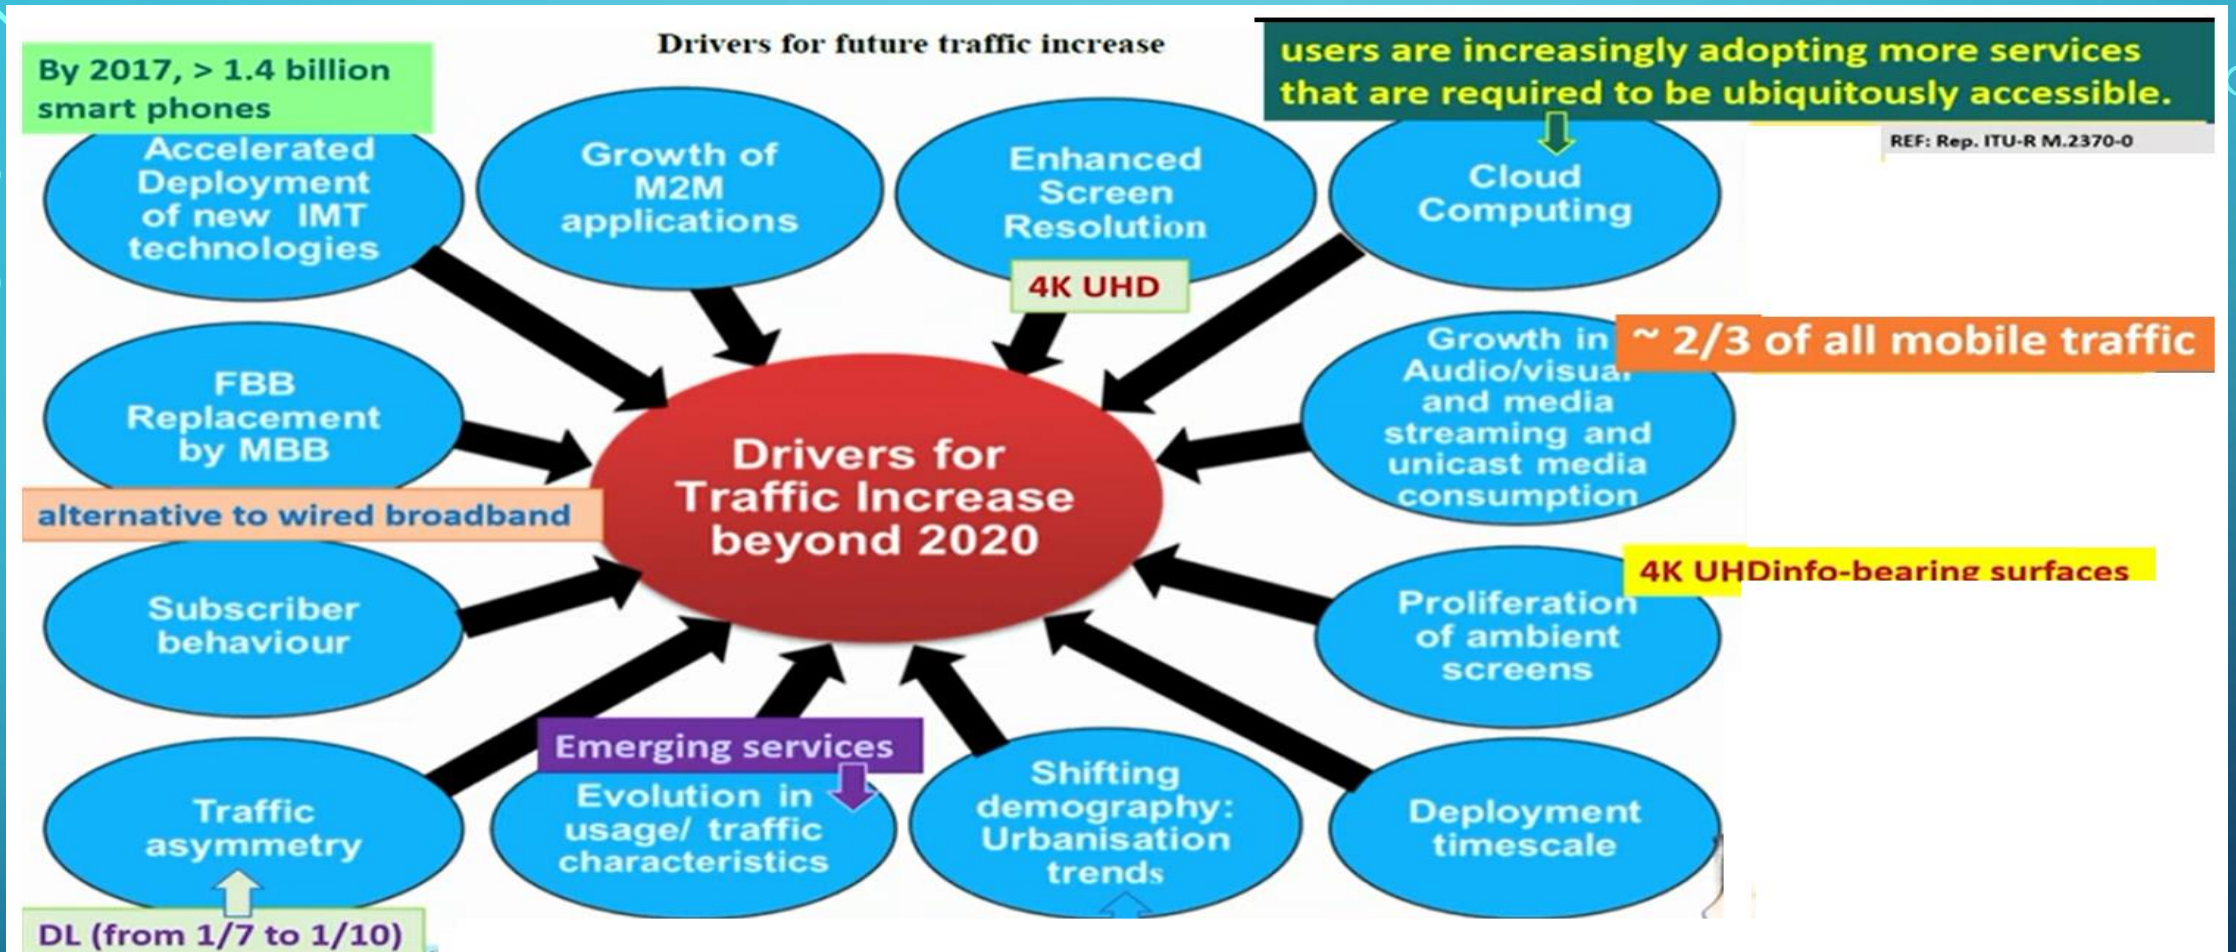 Drivers for future traffic increase
By 2017, > 1.4 billion
smart phones
users are increasingly adopting more services
that are required to be ubiquitously accessible.
REF: Rep. ITU-R M.2370-0
Accelerated
Deployment
of new IMT
technologies
Growth of
M2M
applications
Enhanced
Screen
Resolution
4K UHD
Cloud
Computing
FBB
Replacement
by MBB
alternative to wired broadband
Drivers for
Traffic Increase
beyond 2020
~ 2/3 of all mobile traffic
Growth in
Audio/visual
and media
streaming and
unicast media
consumption
4K UHDinfo-bearing surfaces
Proliferation
of ambient
screens
Subscriber
behaviour
Traffic
asymmetry
DL (from 1/7 to 1/10)
Emerging services
Evolution in
usage/ traffic
characteristics
Shifting
demography:
Urbanisation
trends
Deployment
timescale